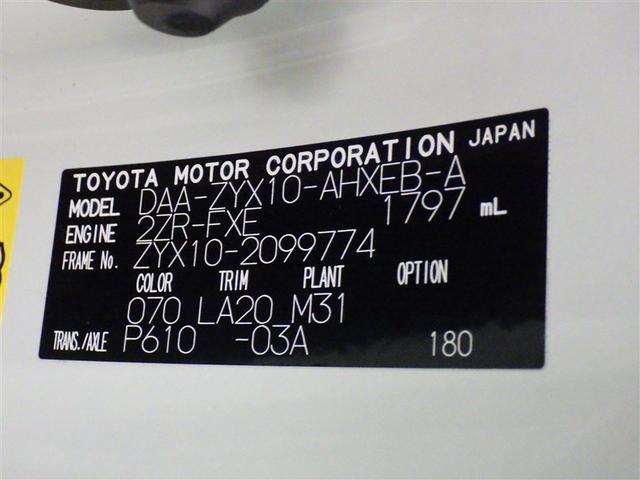 TOYOTA MOTOR CORPORATION JAPAN
MODEL DAA-ZYX10-AHXEB-A
ENGINE 2ZR-FXE 1797 mL
FRAME No. ZYX10-2099774
COLOR TRIM PLANT OPTION
070 LA20 M31
TRANS./AXLE P610 -03A 180